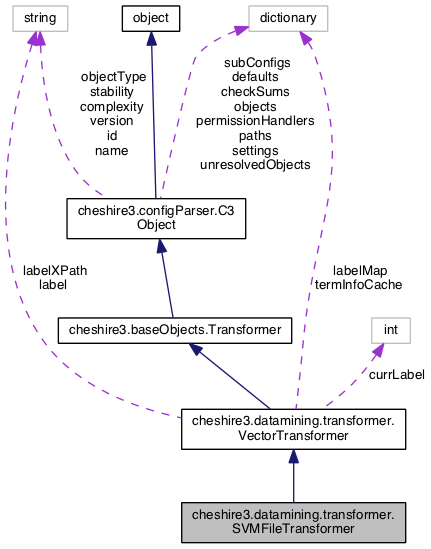 string
object
dictionary
objectType
stability
complexity
version
id
name
subConfigs
defaults
checkSums
objects
permissionHandlers
paths
settings
unresolvedObjects
cheshire3.configParser.C3
Object
labelXPath
label
labelMap
termInfoCache
cheshire3.baseObjects.Transformer
int
currLabel
cheshire3.datamining.transformer.
VectorTransformer
cheshire3.datamining.transformer.
SVMFileTransformer